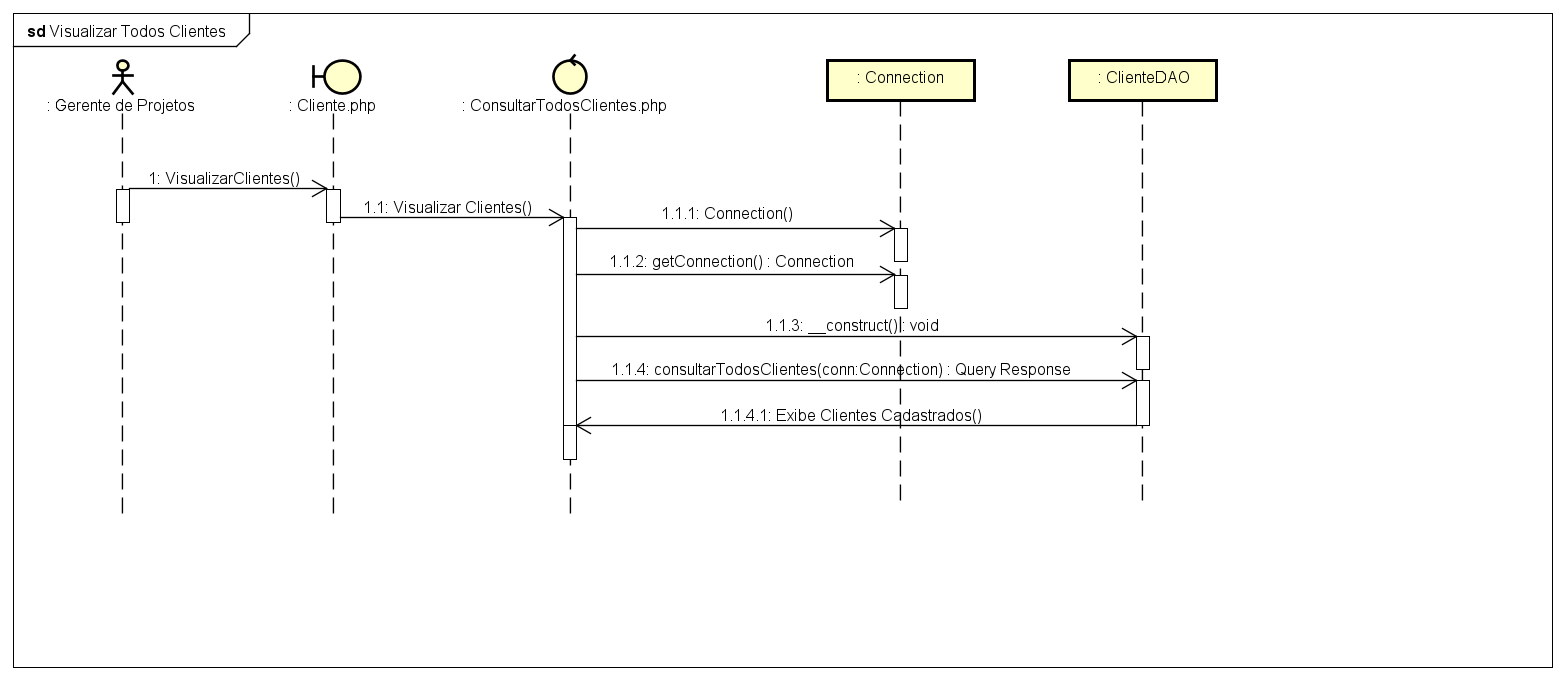 sd Visualizar Todos Clientes
: Gerente de Projetos
: Cliente.php
: ConsultarTodosClientes.php
: Connection
: ClienteDAO
1: VisualizarClientes()
1.1: Visualizar Clientes()
1.1.1: Connection()
1.1.2: getConnection() : Connection
1.1.3: __construct() : void
1.1.4: consultarTodosClientes(conn:Connection) : Query Response
1.1.4.1: Exibe Clientes Cadastrados()